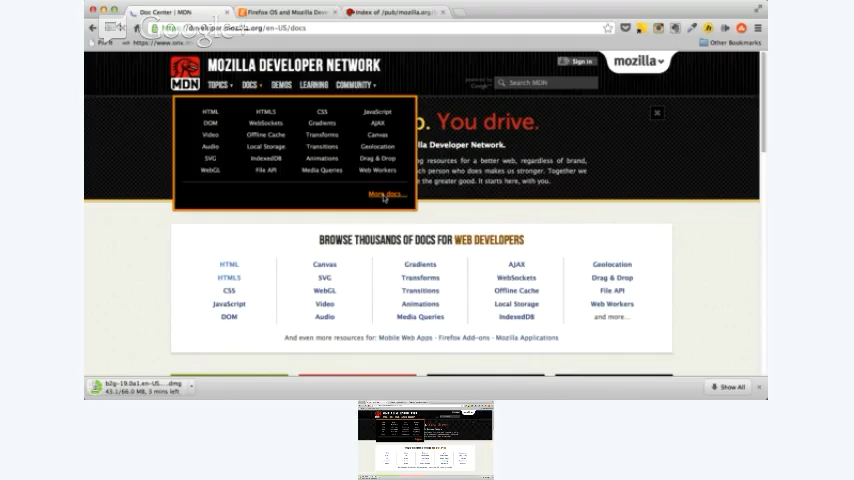 Doc Center | MDN
Firefox OS and Mozilla Dev
Index of /pub/mozilla.org/
Google+
developer.mozilla.org/en-US/docs
Other Bookmarks
MOZILLA DEVELOPER NETWORK
Sign in
mozilla
MDN
TOPICS DOCS DEMOS LEARNING COMMUNITY
powered by Google
Search MDN
HTML HTML5 CSS JavaScript
DOM WebSockets Gradients AJAX
Video Offline Cache Transforms Canvas
Audio Local Storage Transitions Geolocation
SVG IndexedDB Animations Drag & Drop
WebGL File API Media Queries Web Workers
More docs...
You drive.
lla Developer Network.
ng resources for a better web, regardless of brand,
ch person who does makes us stronger. Together we
the greater good. It starts here, with you.
BROWSE THOUSANDS OF DOCS FOR WEB DEVELOPERS
HTML Canvas Gradients AJAX Geolocation
HTML5 SVG Transforms WebSockets Drag & Drop
CSS WebGL Transitions Offline Cache File API
JavaScript Video Animations Local Storage Web Workers
DOM Audio Media Queries IndexedDB and more...
And even more resources for: Mobile Web Apps · Firefox Add-ons · Mozilla Applications
b2g-19.0a1.en-US....dmg
43.1/66.0 MB, 3 mins left
Show All